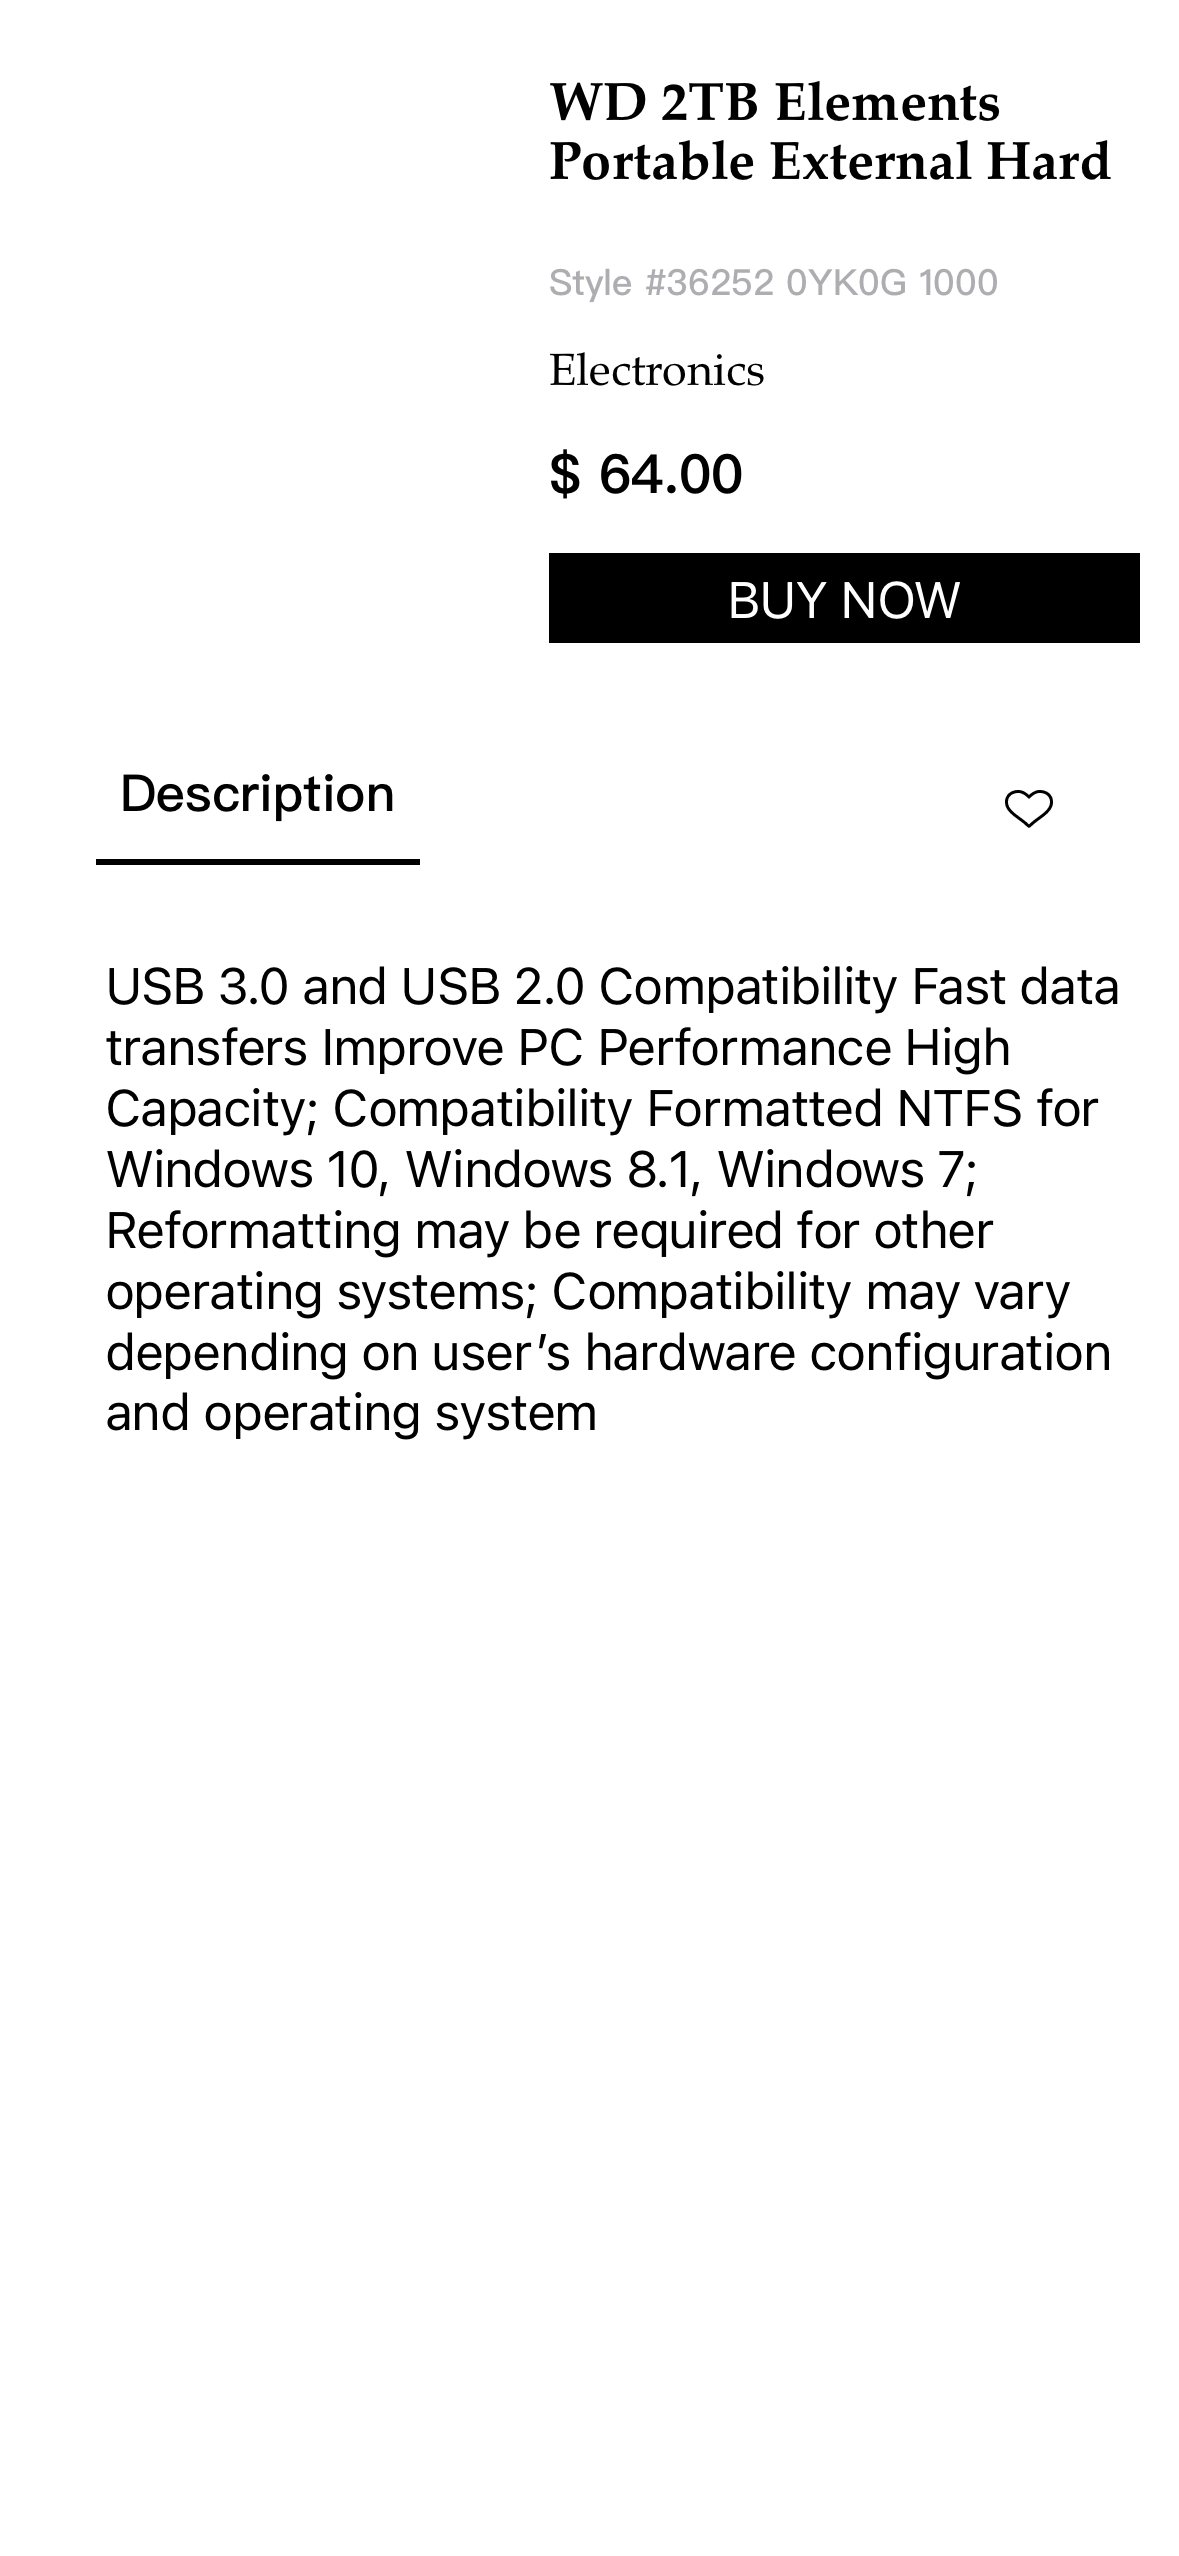 WD 2TB Elements
Portable External Hard
Style #36252 0YK0G 1000
Electronics
$ 64.00
BUY NOW
Description
USB 3.0 and USB 2.0 Compatibility Fast data
transfers Improve PC Performance High
Capacity; Compatibility Formatted NTFS for
Windows 10, Windows 8.1, Windows 7;
Reformatting may be required for other
operating systems; Compatibility may vary
depending on user’s hardware configuration
and operating system